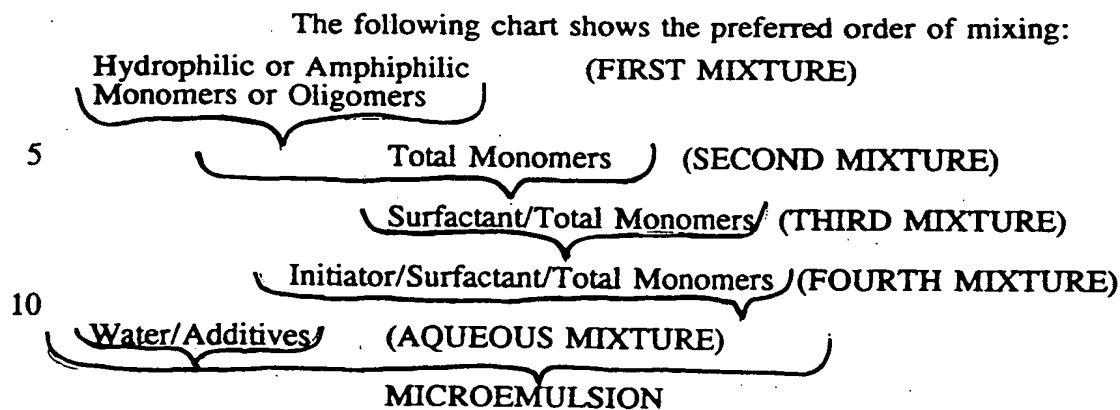 The following chart shows the preferred order of mixing:
Hydrophilic or Amphiphilic (FIRST MIXTURE)
Monomers or Oligomers
5 Total Monomers (SECOND MIXTURE)
Surfactant/Total Monomers (THIRD MIXTURE)
Initiator/Surfactant/Total Monomers (FOURTH MIXTURE)
10
Water/Additives (AQUEOUS MIXTURE)
MICROEMULSION